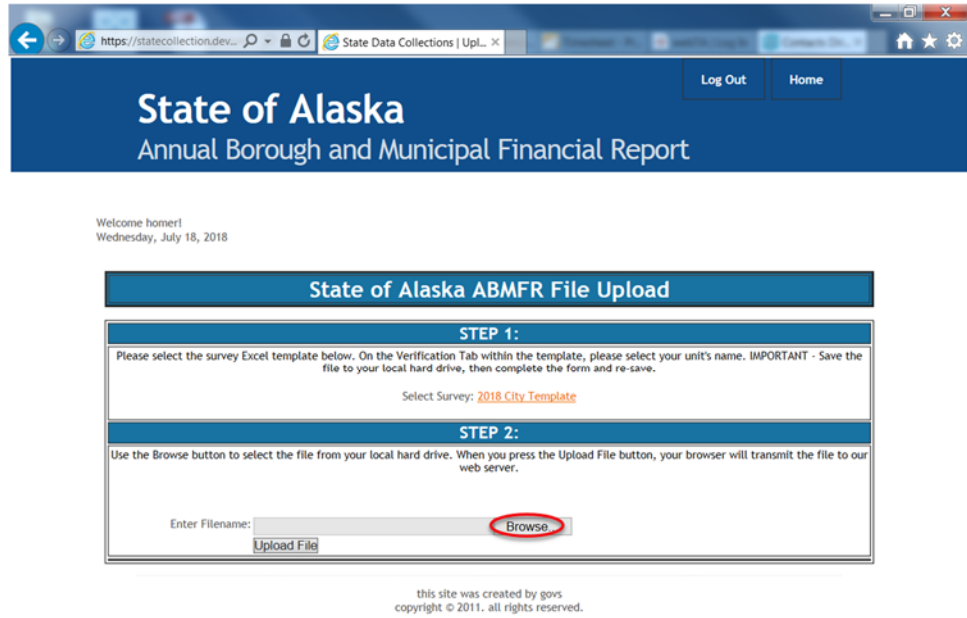 https://statecollection.dev...
State Data Collections | Upl...
Log Out Home
State of Alaska
Annual Borough and Municipal Financial Report
Welcome homer!
Wednesday, July 18, 2018
State of Alaska ABMFR File Upload
STEP 1:
Please select the survey Excel template below. On the Verification Tab within the template, please select your unit's name. IMPORTANT - Save the
file to your local hard drive, then complete the form and re-save.
Select Survey: 2018 City Template
STEP 2:
Use the Browse button to select the file from your local hard drive. When you press the Upload File button, your browser will transmit the file to our
web server.
Enter Filename: Browse...
Upload File
this site was created by govs
copyright © 2011. all rights reserved.